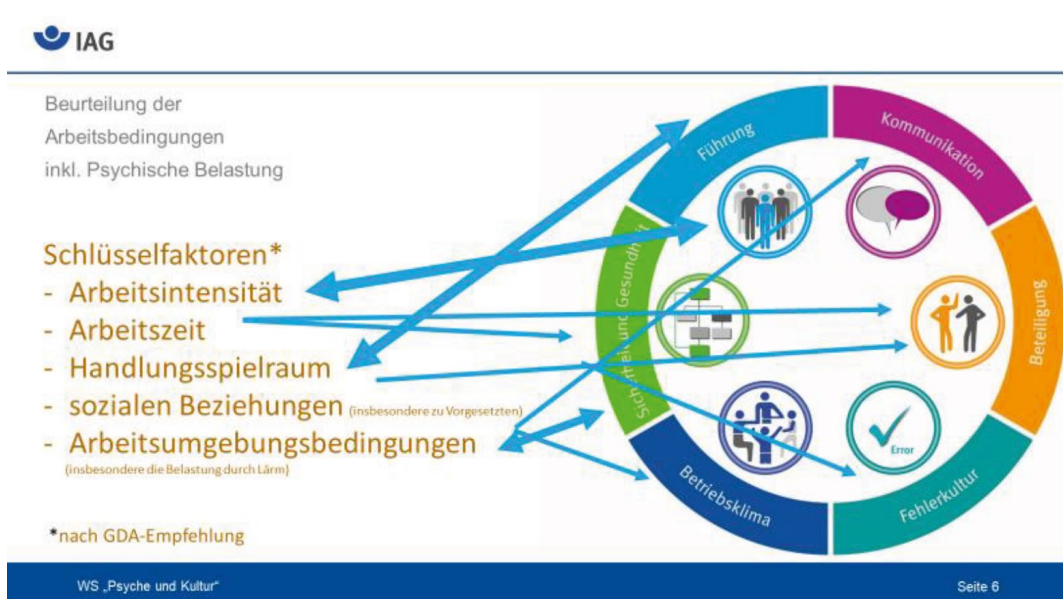 IAG
Beurteilung der
Arbeitsbedingungen
inkl. Psychische Belastung
Schlüsselfaktoren*
- Arbeitsintensität
- Arbeitszeit
- Handlungsspielraum
- sozialen Beziehungen (insbesondere zu Vorgesetzten)
- Arbeitsumgebungsbedingungen
(insbesondere die Belastung durch Lärm)
*nach GDA-Empfehlung
Führung
Kommunikation
Beteiligung
Fehlerkultur
Betriebsklima
Sicherheit und Gesundheit
Error
WS „Psyche und Kultur“
Seite 6